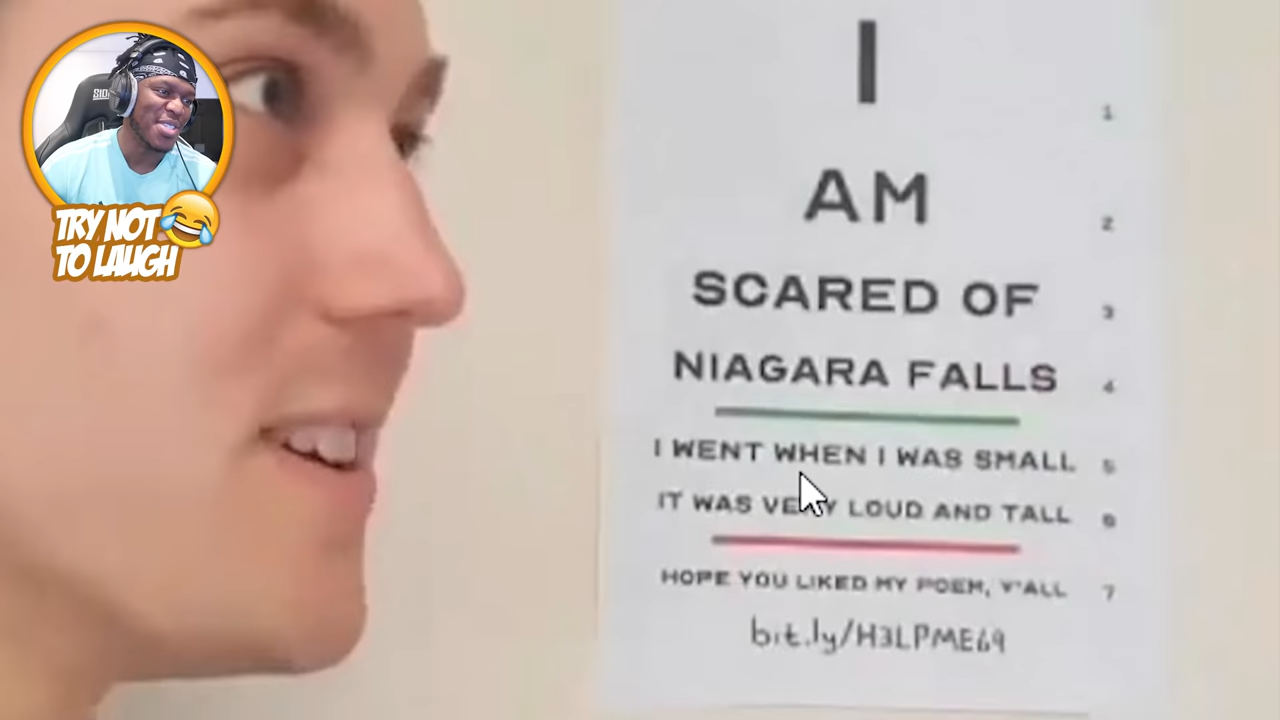 TRY NOT
TO LAUGH
I
1
AM
2
SCARED OF
3
NIAGARA FALLS
4
I WENT WHEN I WAS SMALL
5
IT WAS VERY LOUD AND TALL
6
HOPE YOU LIKED MY POEM, Y'ALL
7
bit.ly/H3LPME69